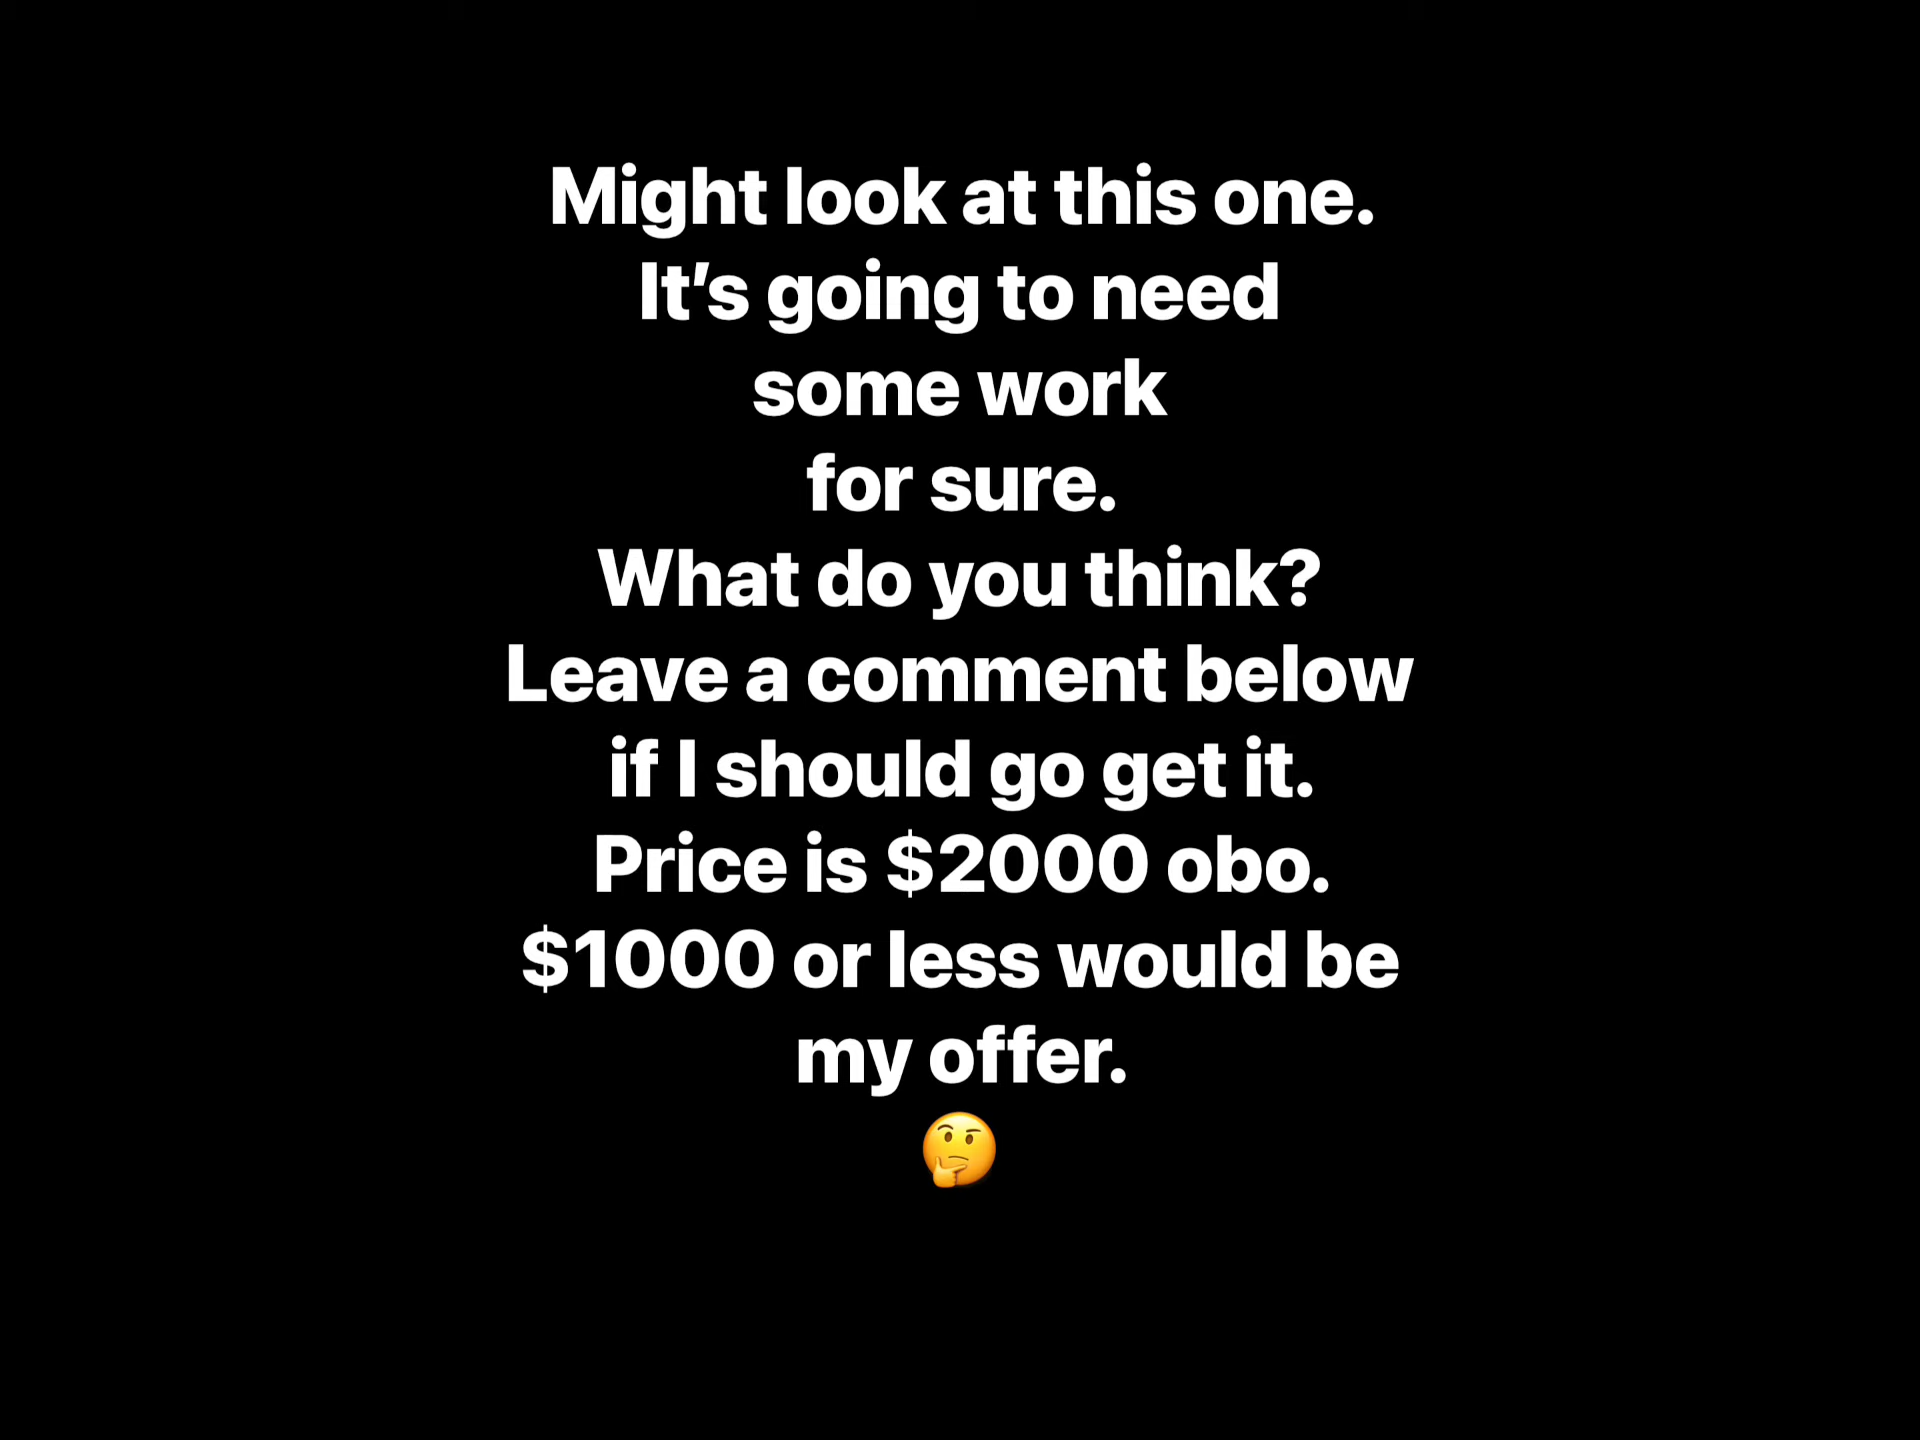 Might look at this one.
It’s going to need
some work
for sure.
What do you think?
Leave a comment below
if I should go get it.
Price is $2000 obo.
$1000 or less would be
my offer.
🤔